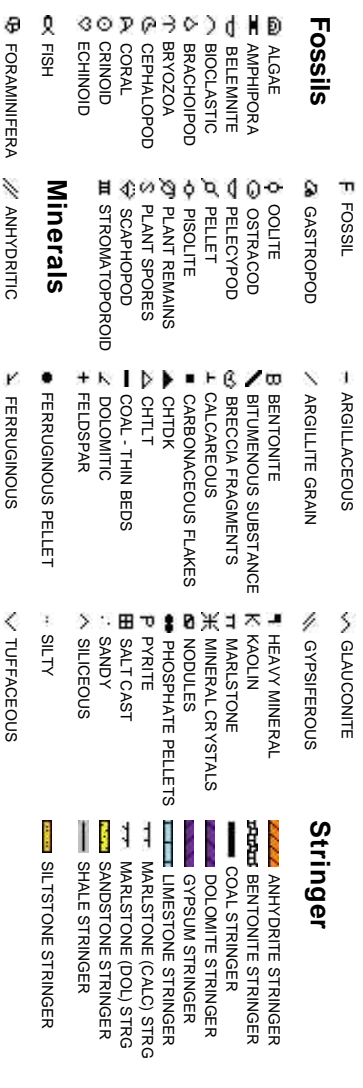 Fossils
ALGAE
AMPHIPORA
BELEMNITE
BIOCLASTIC
BRACHIOPOD
BRYOZOA
CEPHALOPOD
CORAL
CRINOID
ECHINOID
FISH
FORAMINIFERA
F FOSSIL
GASTROPOD
OOLITE
OSTRACOD
PELECYPOD
PELLET
PISOLITE
PLANT REMAINS
S PLANT SPORES
SCAPHOPOD
STROMATOPOROID
Minerals
ANHYDRITIC
ARGILLACEOUS
ARGILLITE GRAIN
B BENTONITE
BITUMENOUS SUBSTANCE
BRECCIA FRAGMENTS
CALCAREOUS
CARBONACEOUS FLAKES
CHTDK
CHTLT
COAL - THIN BEDS
DOLOMITIC
FELDSPAR
FERRUGINOUS PELLET
FERRUGINOUS
GLAUCONITE
GYPSIFEROUS
HEAVY MINERAL
K KAOLIN
MARLSTONE
MINERAL CRYSTALS
NODULES
PHOSPHATE PELLETS
P PYRITE
SALT CAST
SANDY
SILICEOUS
SILTY
TUFFACEOUS
Stringer
ANHYDRITE STRINGER
BENTONITE STRINGER
COAL STRINGER
DOLOMITE STRINGER
GYPSUM STRINGER
LIMESTONE STRINGER
MARLSTONE (CALC) STRG
MARLSTONE (DOL) STRG
SANDSTONE STRINGER
SHALE STRINGER
SILTSTONE STRINGER